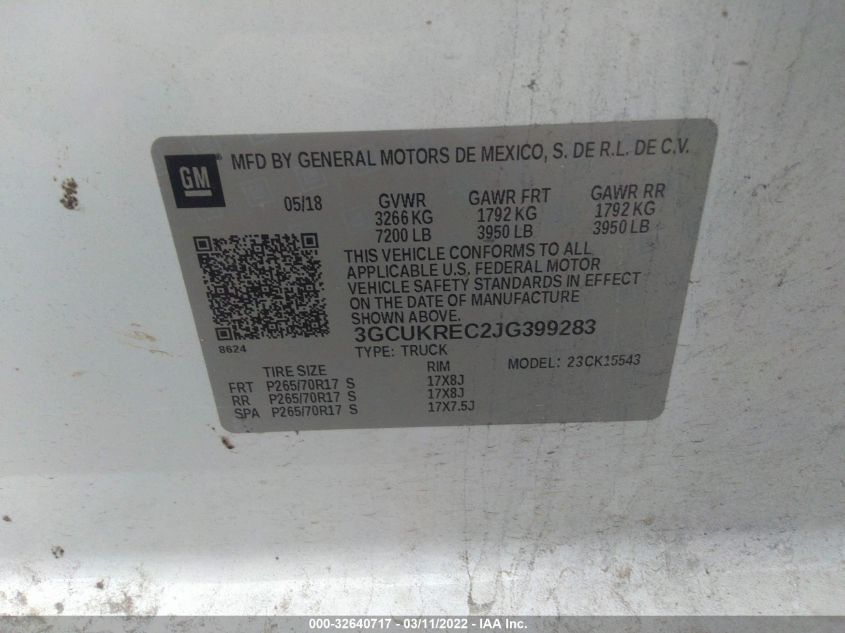 GM ® MFD BY GENERAL MOTORS DE MEXICO, S. DE R.L. DE C.V.
05/18 GVWR GAWR FRT GAWR RR
3266 KG 1792 KG 1792 KG
7200 LB 3950 LB 3950 LB
THIS VEHICLE CONFORMS TO ALL
APPLICABLE U.S. FEDERAL MOTOR
VEHICLE SAFETY STANDARDS IN EFFECT
ON THE DATE OF MANUFACTURE
SHOWN ABOVE.
8624
3GCUKREC2JG399283
TYPE: TRUCK
MODEL: 23CK15543
TIRE SIZE RIM
FRT P265/70R17 S 17X8J
RR P265/70R17 S 17X8J
SPA P265/70R17 S 17X7.5J
000-32640717 - 03/11/2022 - IAA Inc.